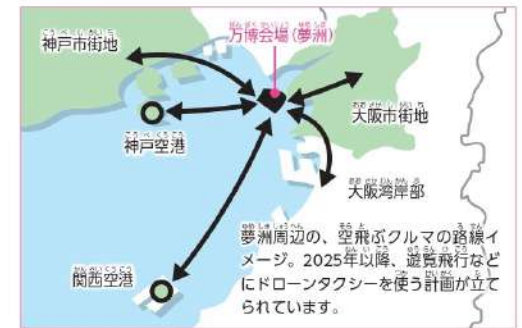 神戸市街地
万博会場(夢洲)
神戸空港
大阪市街地
大阪湾岸部
関西空港
夢洲周辺の、空飛ぶクルマの路線イ
メージ。2025年以降、遊覧飛行など
にドローンタクシーを使う計画が立て
られています。